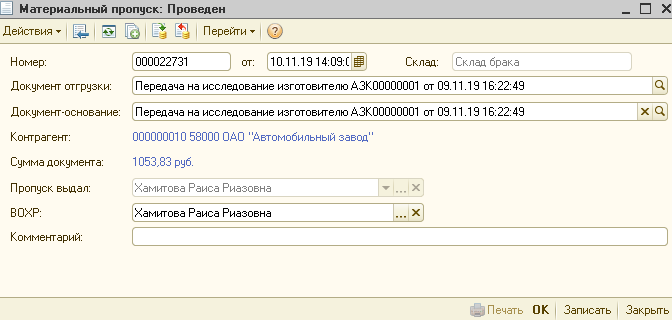 Материальный пропуск: Проведен
Действия Перейти
Номер: 000022731 от: 10.11.19 14:09:0 Склад: Склад брака
Документ отгрузки: Передача на исследование изготовителю АЗК00000001 от 09.11.19 16:22:49
Документ-основание: Передача на исследование изготовителю АЗК00000001 от 09.11.19 16:22:49
Контрагент: 000000010 58000 ОАО "Автомобильный завод"
Сумма документа: 1053,83 руб.
Пропуск выдал: Хамитова Раиса Риазовна
ВОХР: Хамитова Раиса Риазовна
Комментарий:
Печать OK Записать Закрыть